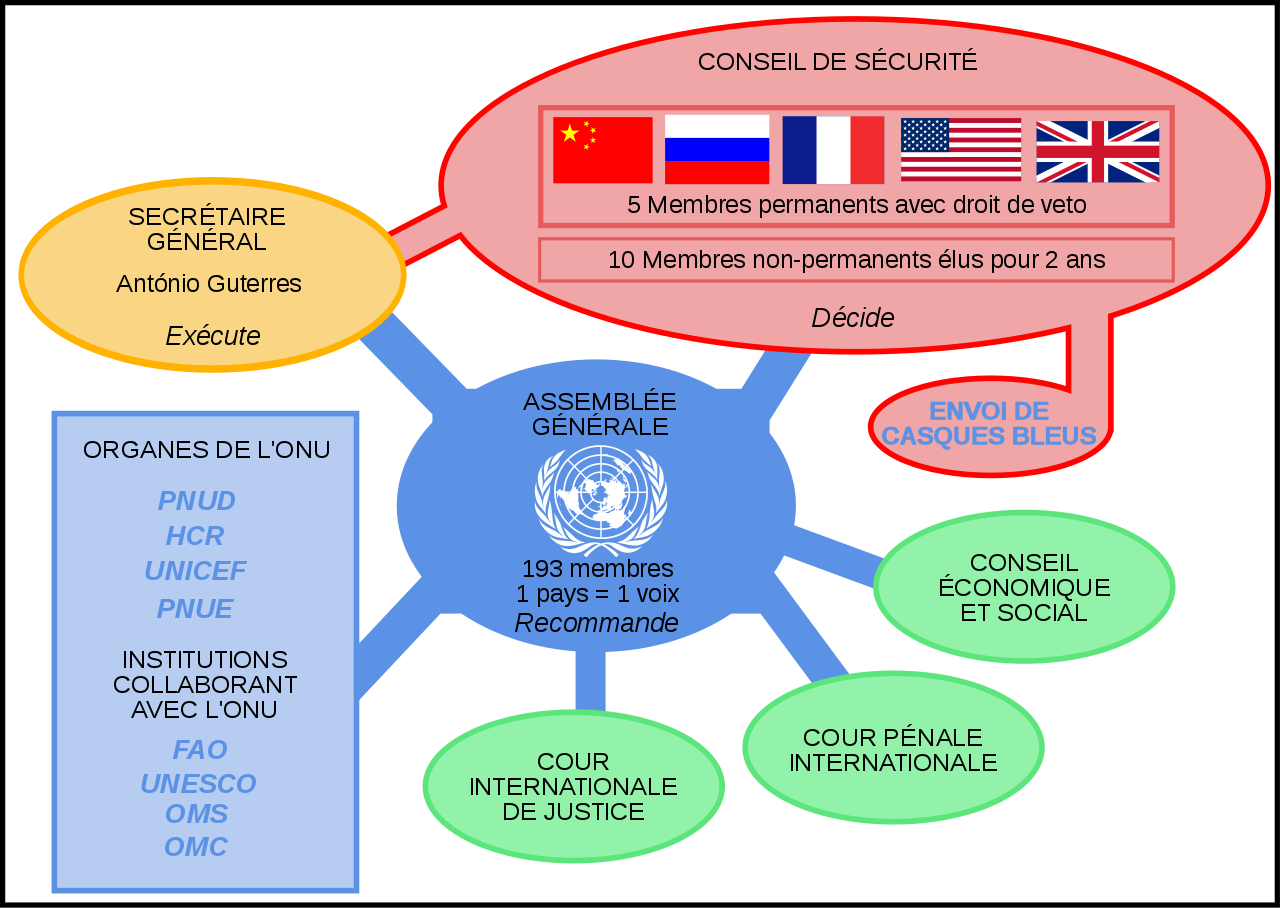 CONSEIL DE SÉCURITÉ
5 Membres permanents avec droit de veto
10 Membres non-permanents élus pour 2 ans
Décide
SECRÉTAIRE
GÉNÉRAL
António Guterres
Exécute
ENVOI DE
CASQUES BLEUS
ASSEMBLÉE
GÉNÉRALE
193 membres
1 pays = 1 voix
Recommande
ORGANES DE L'ONU
PNUD
HCR
UNICEF
PNUE
INSTITUTIONS
COLLABORANT
AVEC L'ONU
FAO
UNESCO
OMS
OMC
CONSEIL
ÉCONOMIQUE
ET SOCIAL
COUR PÉNALE
INTERNATIONALE
COUR
INTERNATIONALE
DE JUSTICE